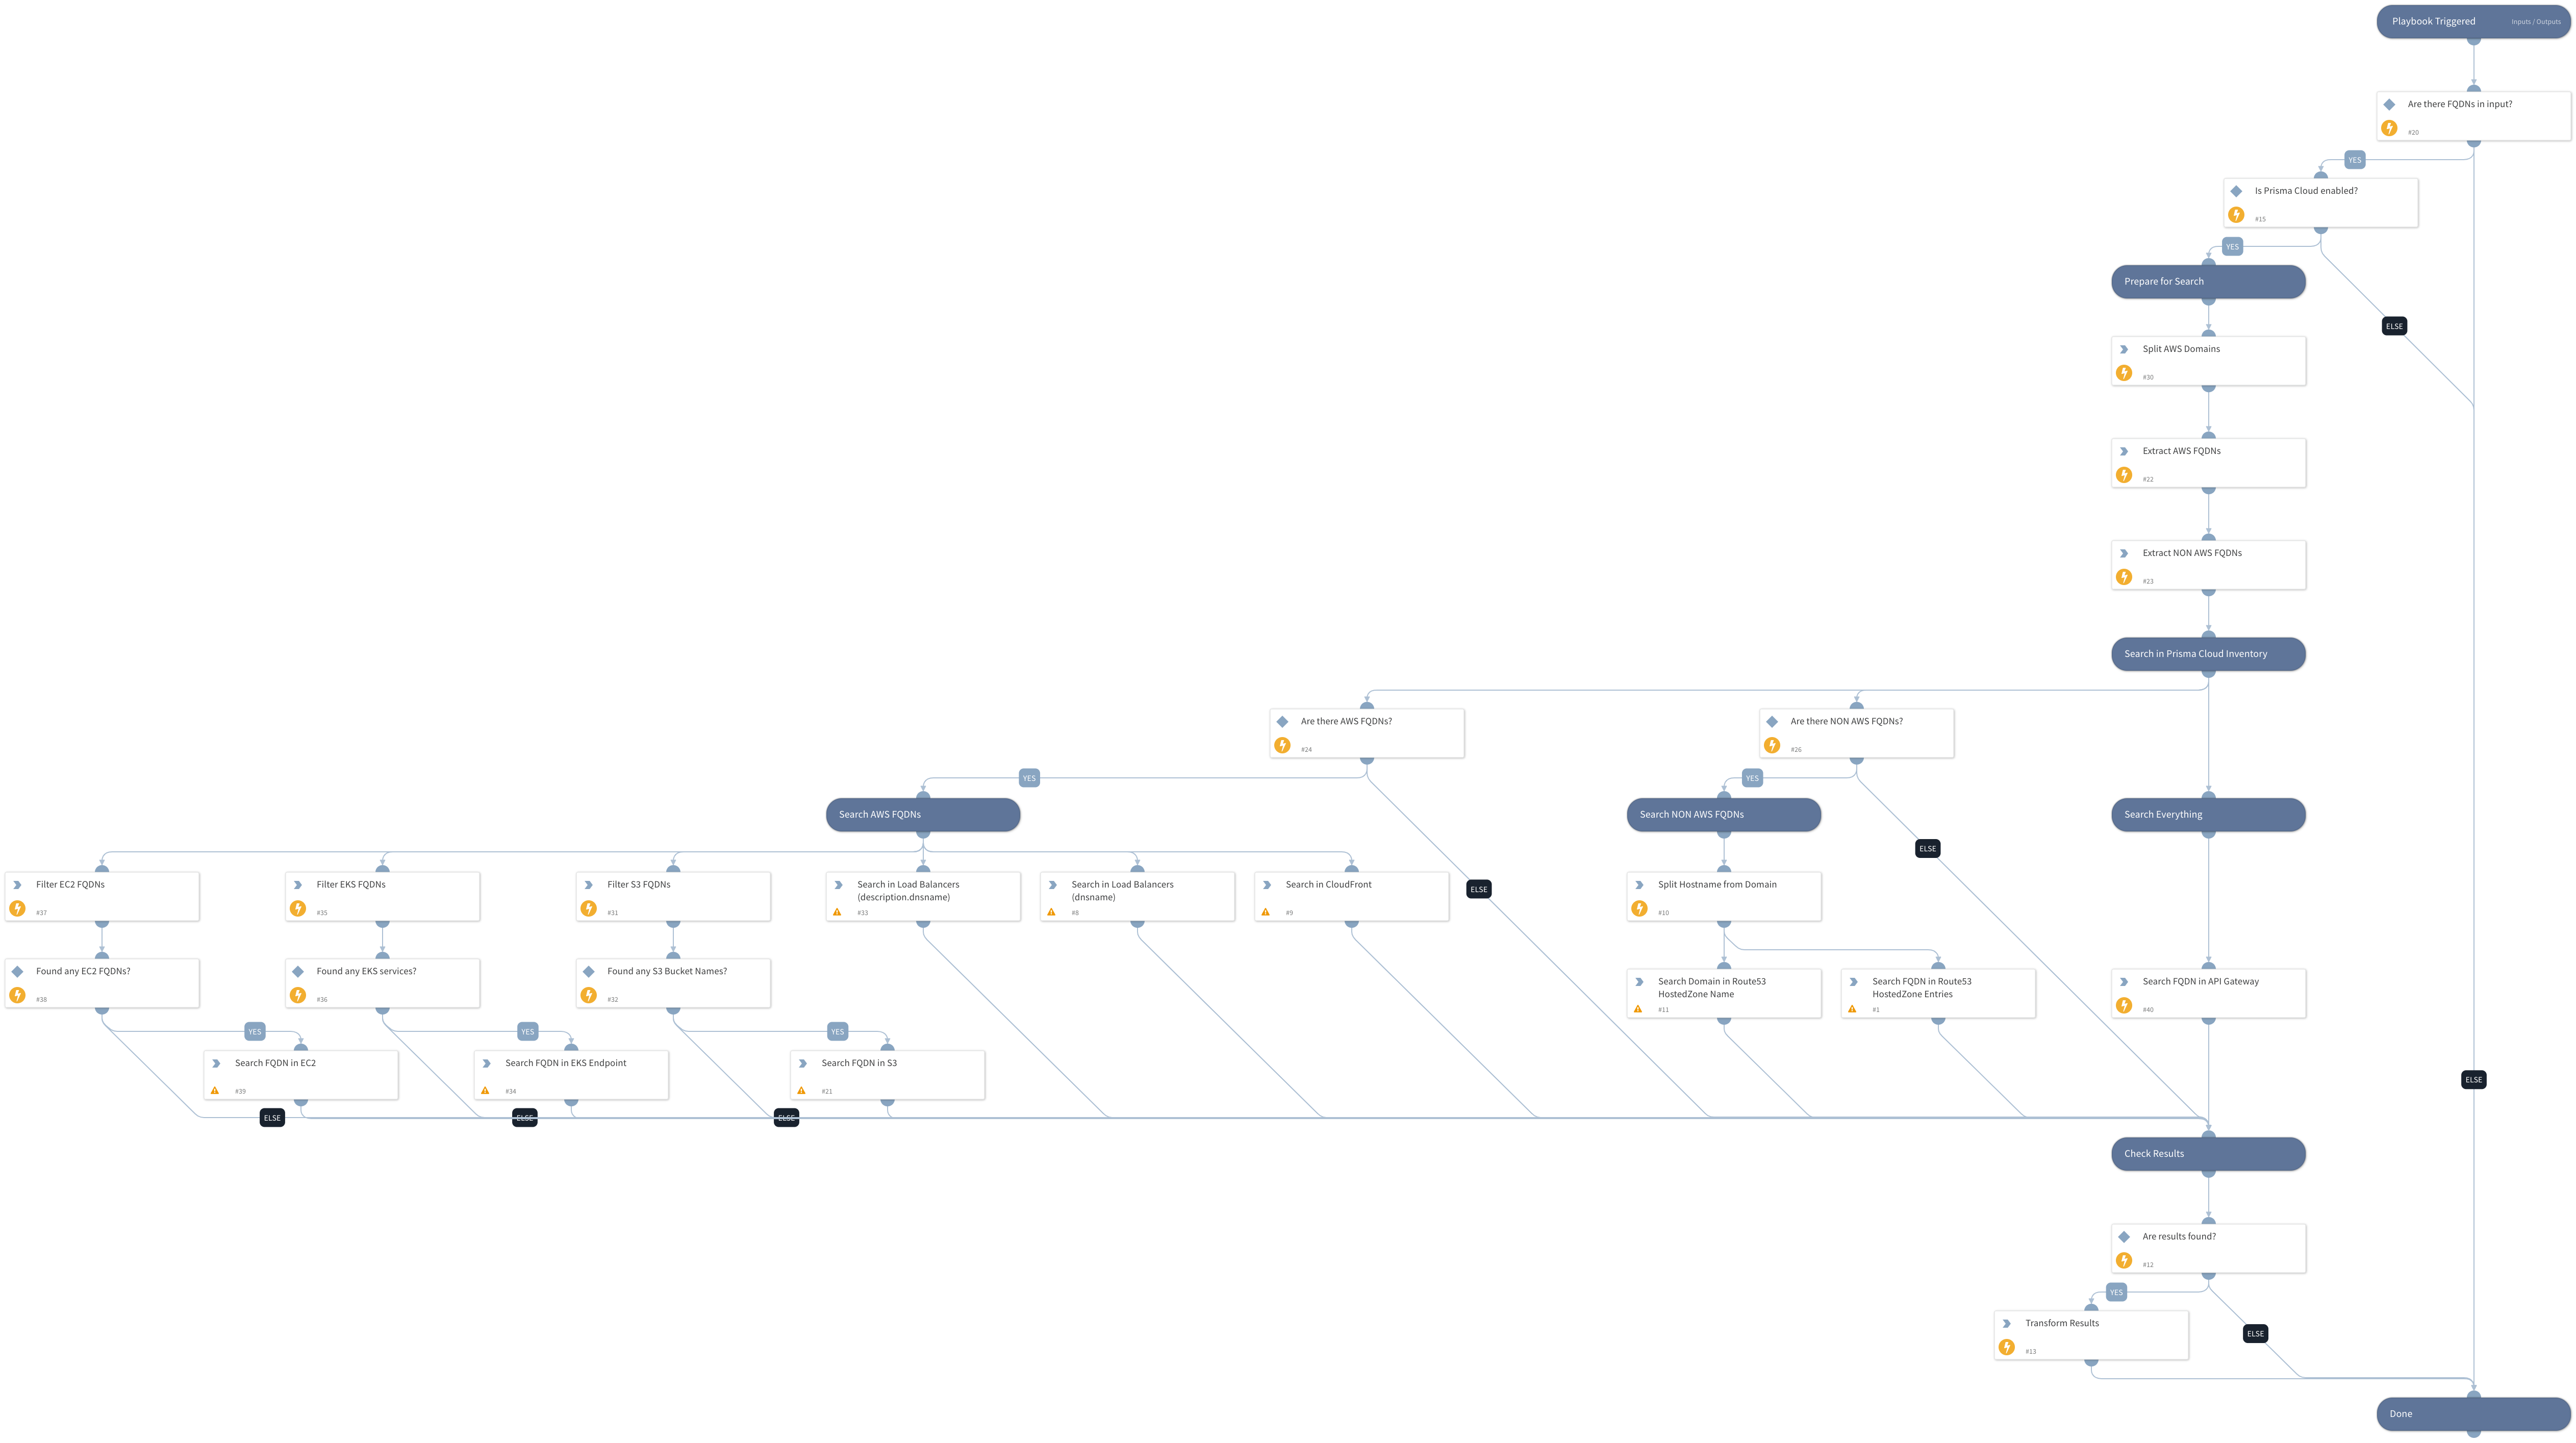 Playbook Triggered Inputs / Outputs
Are there FQDNs in input?
#20
YES
Is Prisma Cloud enabled?
#15
YES
Prepare for Search
ELSE
Split AWS Domains
#30
Extract AWS FQDNs
#22
Extract NON AWS FQDNs
#23
Search in Prisma Cloud Inventory
Are there AWS FQDNs?
#24
Are there NON AWS FQDNs?
#26
YES
YES
Search AWS FQDNs
Search NON AWS FQDNs
Search Everything
ELSE
Filter EC2 FQDNs
#37
Filter EKS FQDNs
#35
Filter S3 FQDNs
#31
Search in Load Balancers
(description.dnsname)
#33
Search in Load Balancers
(dnsname)
#8
Search in CloudFront
#9
ELSE
Split Hostname from Domain
#10
Found any EC2 FQDNs?
#38
Found any EKS services?
#36
Found any S3 Bucket Names?
#32
Search Domain in Route53
HostedZone Name
#11
Search FQDN in Route53
HostedZone Entries
#1
Search FQDN in API Gateway
#40
YES
YES
YES
Search FQDN in EC2
#39
Search FQDN in EKS Endpoint
#34
Search FQDN in S3
#21
ELSE
ELSE
ELSE
ELSE
Check Results
Are results found?
#12
YES
Transform Results
#13
ELSE
Done